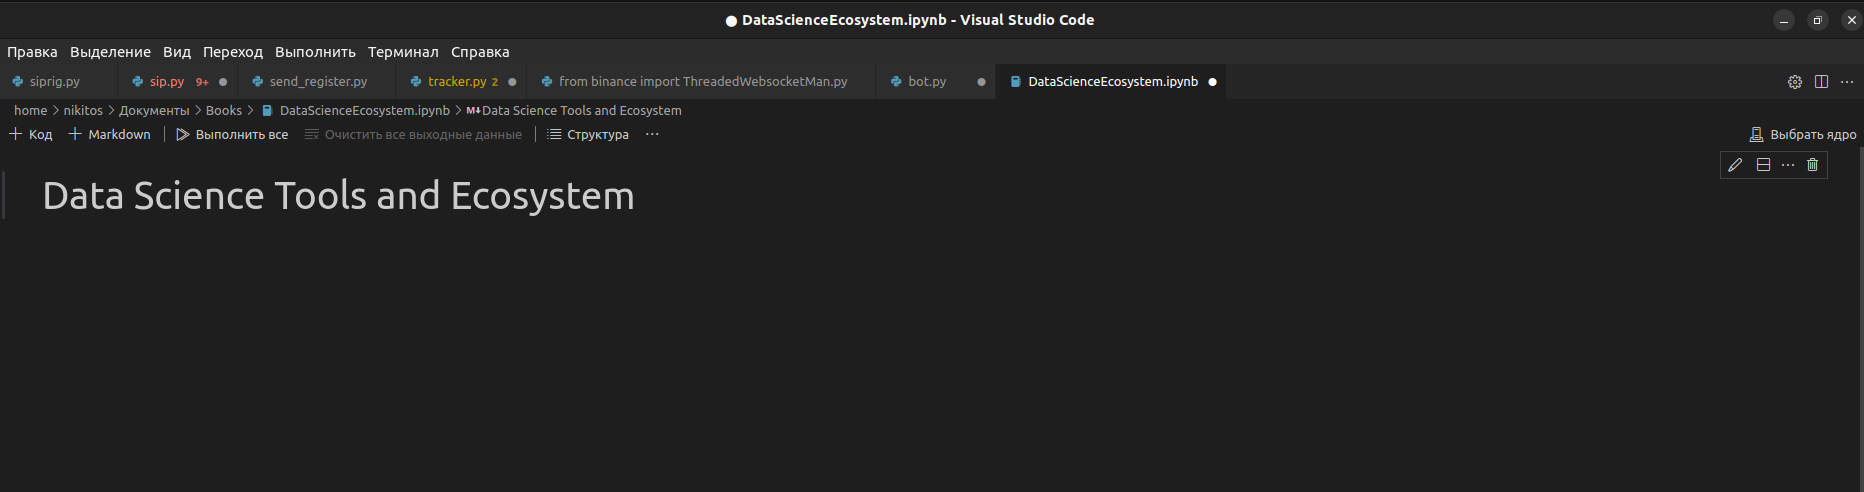 ● DataScienceEcosystem.ipynb - Visual Studio Code
Правка Выделение Вид Переход Выполнить Терминал Справка
siprig.py sip.py 9+ send_register.py tracker.py 2 from binance import ThreadedWebsocketMan.py bot.py DataScienceEcosystem.ipynb
home > nikitos > Документы > Books > DataScienceEcosystem.ipynb > M↓Data Science Tools and Ecosystem
+ Код + Markdown Выполнить все Очистить все выходные данные Структура ... Выбрать ядро
Data Science Tools and Ecosystem